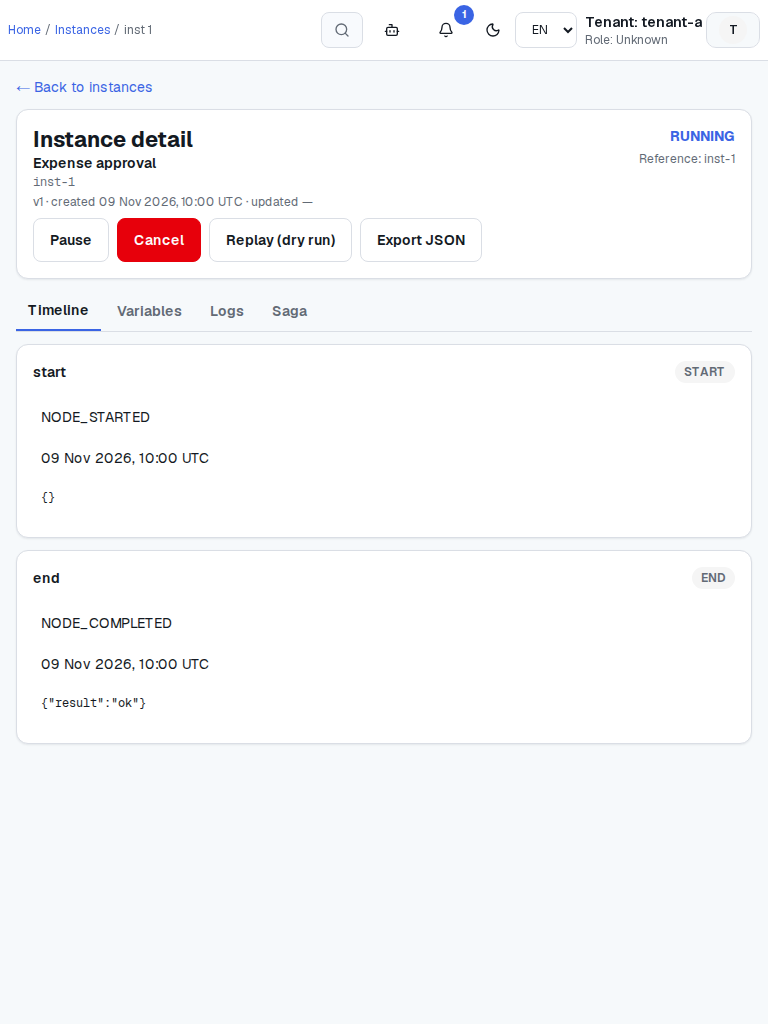 Home / Instances / inst 1
1
EN
Tenant: tenant-a
Role: Unknown
T
← Back to instances
Instance detail
RUNNING
Expense approval
Reference: inst-1
inst-1
v1 · created 09 Nov 2026, 10:00 UTC · updated —
Pause
Cancel
Replay (dry run)
Export JSON
Timeline
Variables
Logs
Saga
start
START
NODE_STARTED
09 Nov 2026, 10:00 UTC
{}
end
END
NODE_COMPLETED
09 Nov 2026, 10:00 UTC
{"result":"ok"}